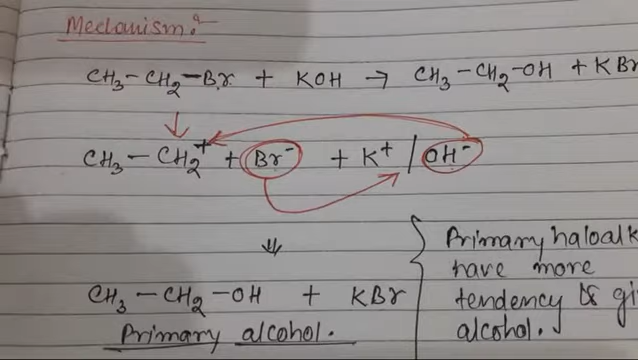 Mechanism:-
CH₃-CH₂-Br + KOH → CH₃-CH₂-OH + KBr
↓
CH₃-CH₂⁺ + Br⁻ + K⁺ / OH⁻
⇓
CH₃-CH₂-OH + KBr
Primary alcohol.
Primary haloalk
have more
tendency to gi
alcohol.